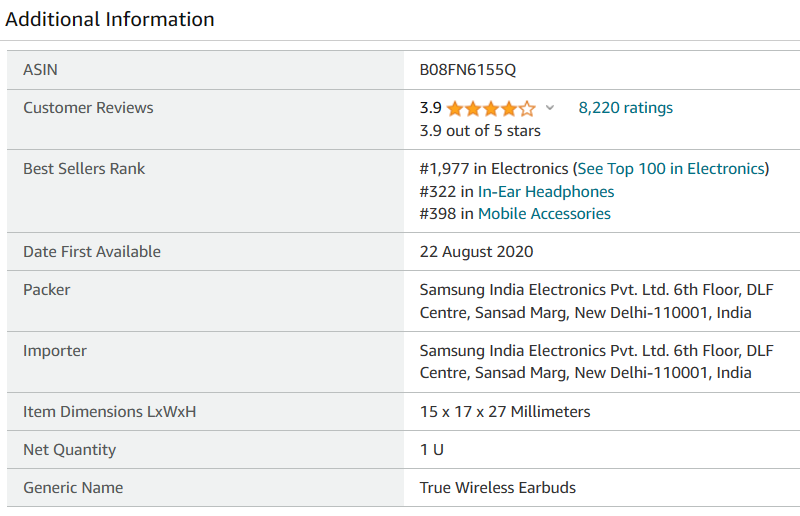 Additional Information
ASIN B08FN6155Q
Customer Reviews 3.9 8,220 ratings
3.9 out of 5 stars
Best Sellers Rank #1,977 in Electronics (See Top 100 in Electronics)
#322 in In-Ear Headphones
#398 in Mobile Accessories
Date First Available 22 August 2020
Packer Samsung India Electronics Pvt. Ltd. 6th Floor, DLF
Centre, Sansad Marg, New Delhi-110001, India
Importer Samsung India Electronics Pvt. Ltd. 6th Floor, DLF
Centre, Sansad Marg, New Delhi-110001, India
Item Dimensions LxWxH 15 x 17 x 27 Millimeters
Net Quantity 1 U
Generic Name True Wireless Earbuds